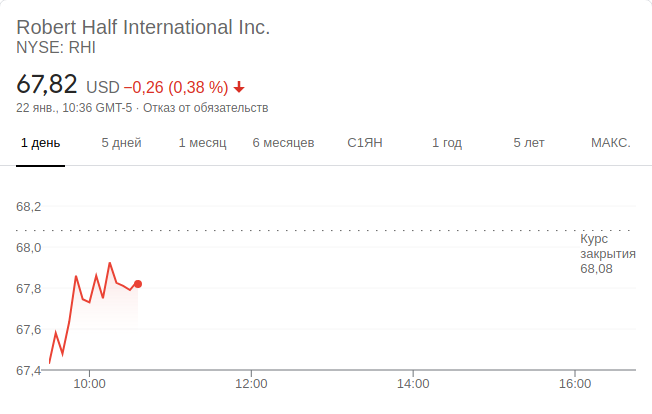 Robert Half International Inc.
NYSE: RHI
67,82 USD −0,26 (0,38 %)
22 янв., 10:36 GMT-5 · Отказ от обязательств
1 день 5 дней 1 месяц 6 месяцев С1ЯН 1 год 5 лет МАКС.
68,2
Курс
закрытия
68,08
68,0
67,8
67,6
67,4
10:00 12:00 14:00 16:00